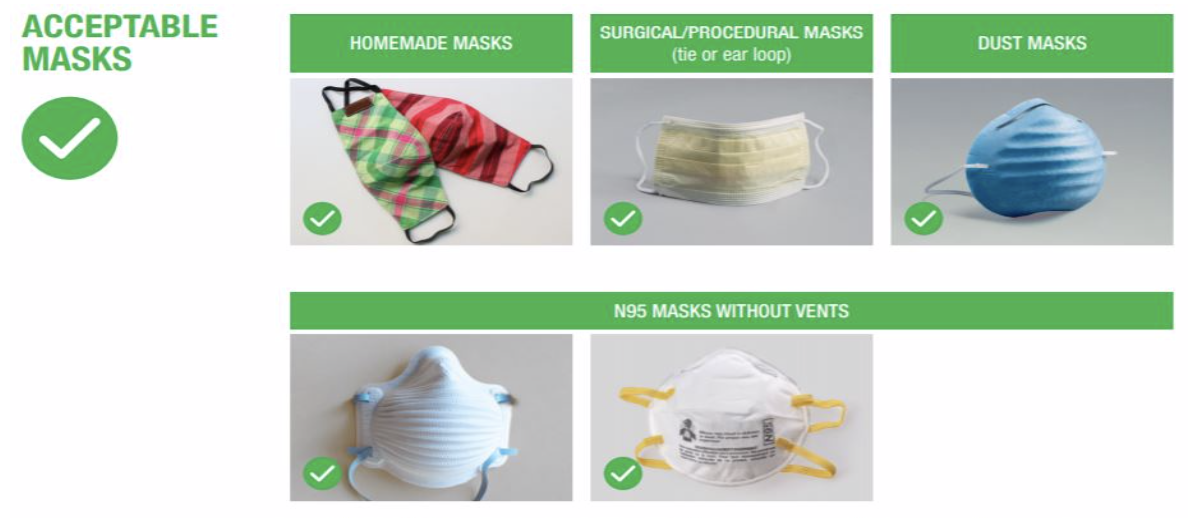 ACCEPTABLE
MASKS
HOMEMADE MASKS
SURGICAL/PROCEDURAL MASKS
(tie or ear loop)
DUST MASKS
N95 MASKS WITHOUT VENTS